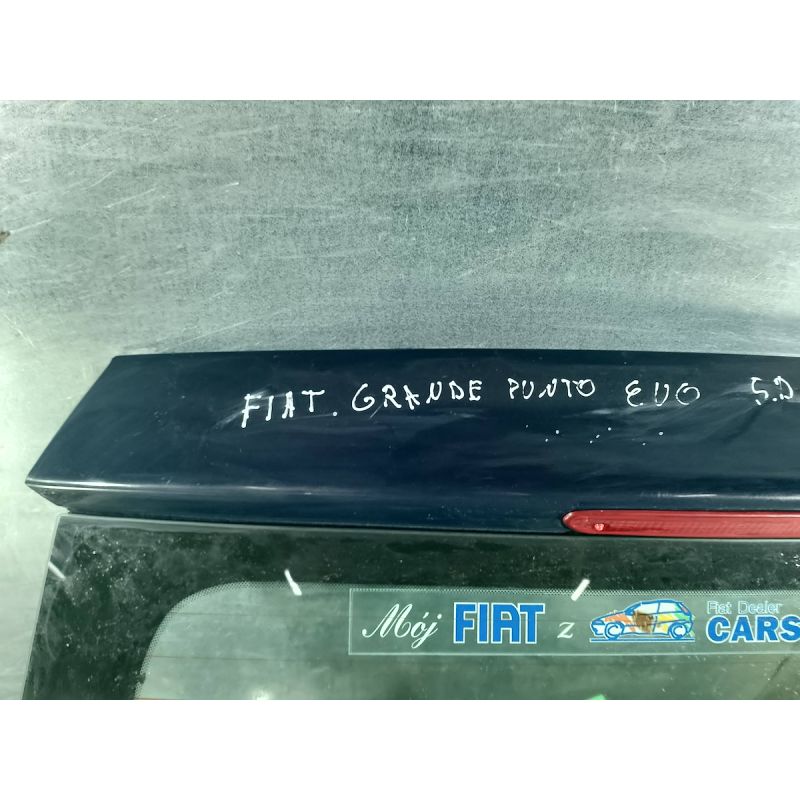 FIAT. GRANDE PUNTO EVO 5.D
Mój FIAT z Fiat Dealer CARS